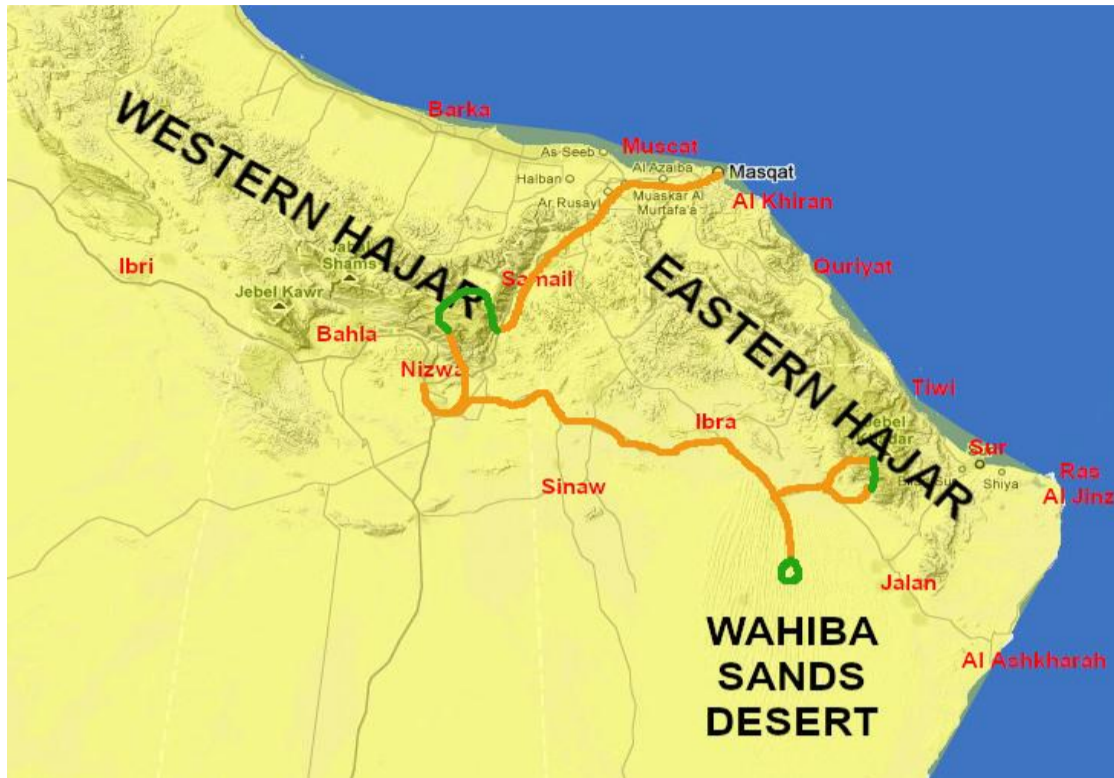 Barka
WESTERN HAJAR
Muscat
As Seeb
Al Azaiba
Masqat
Halban
Ar Rusayl
Muaskar Al
Murtafa'a
Al Khiran
Ibri
Shams
Samail
EASTERN HAJAR
Quriyat
Jebel Kawr
Bahla
Nizwa
Tiwi
Ibra
Jebel
Sur
Ras
Al Jinz
Shiya
Sinaw
Jalan
WAHIBA
SANDS
DESERT
Al Ashkharah